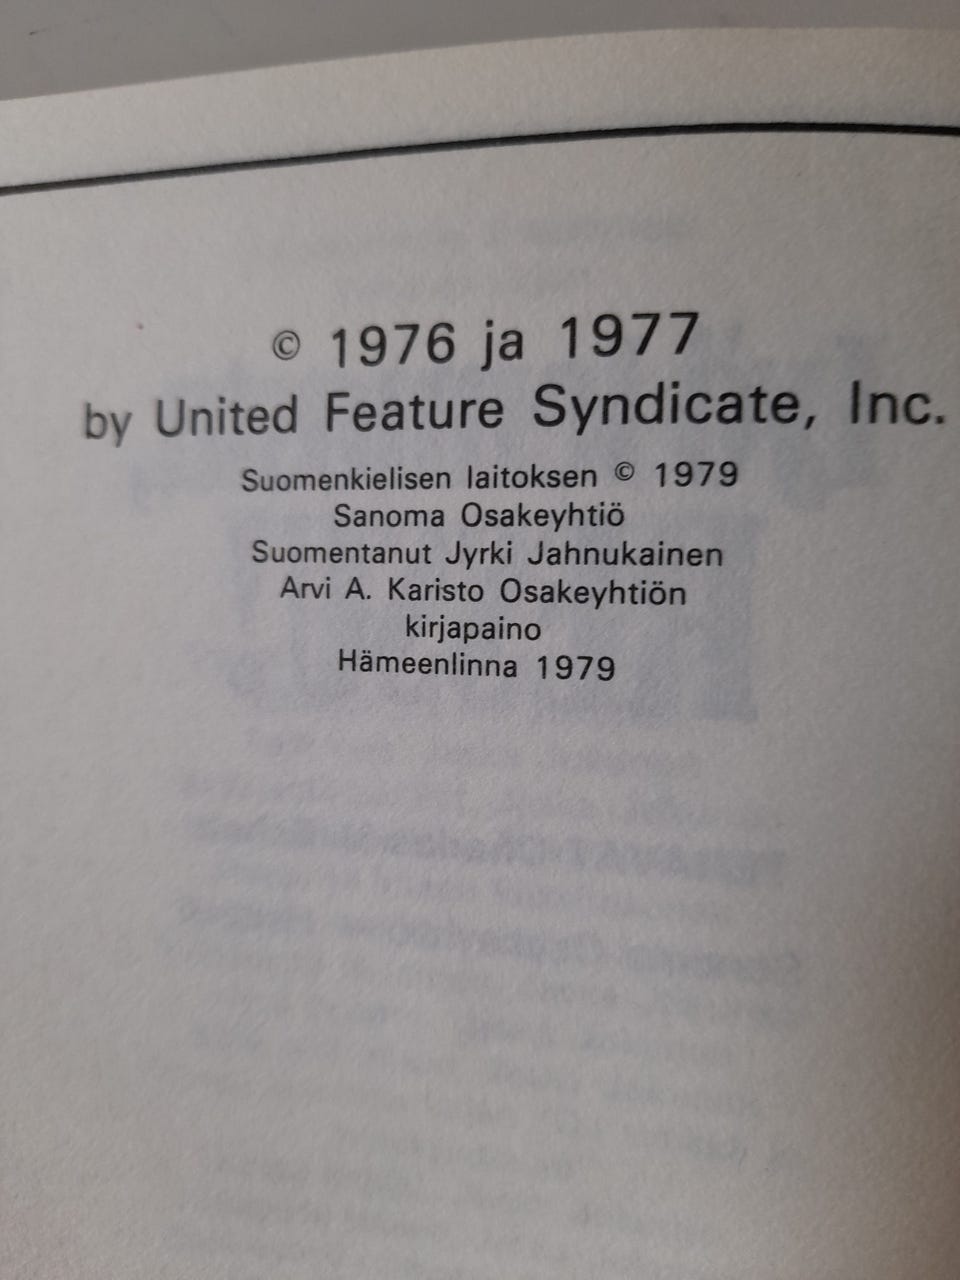 © 1976 ja 1977
by United Feature Syndicate, Inc.
Suomenkielisen laitoksen © 1979
Sanoma Osakeyhtiö
Suomentanut Jyrki Jahnukainen
Arvi A. Karisto Osakeyhtiön
kirjapaino
Hämeenlinna 1979